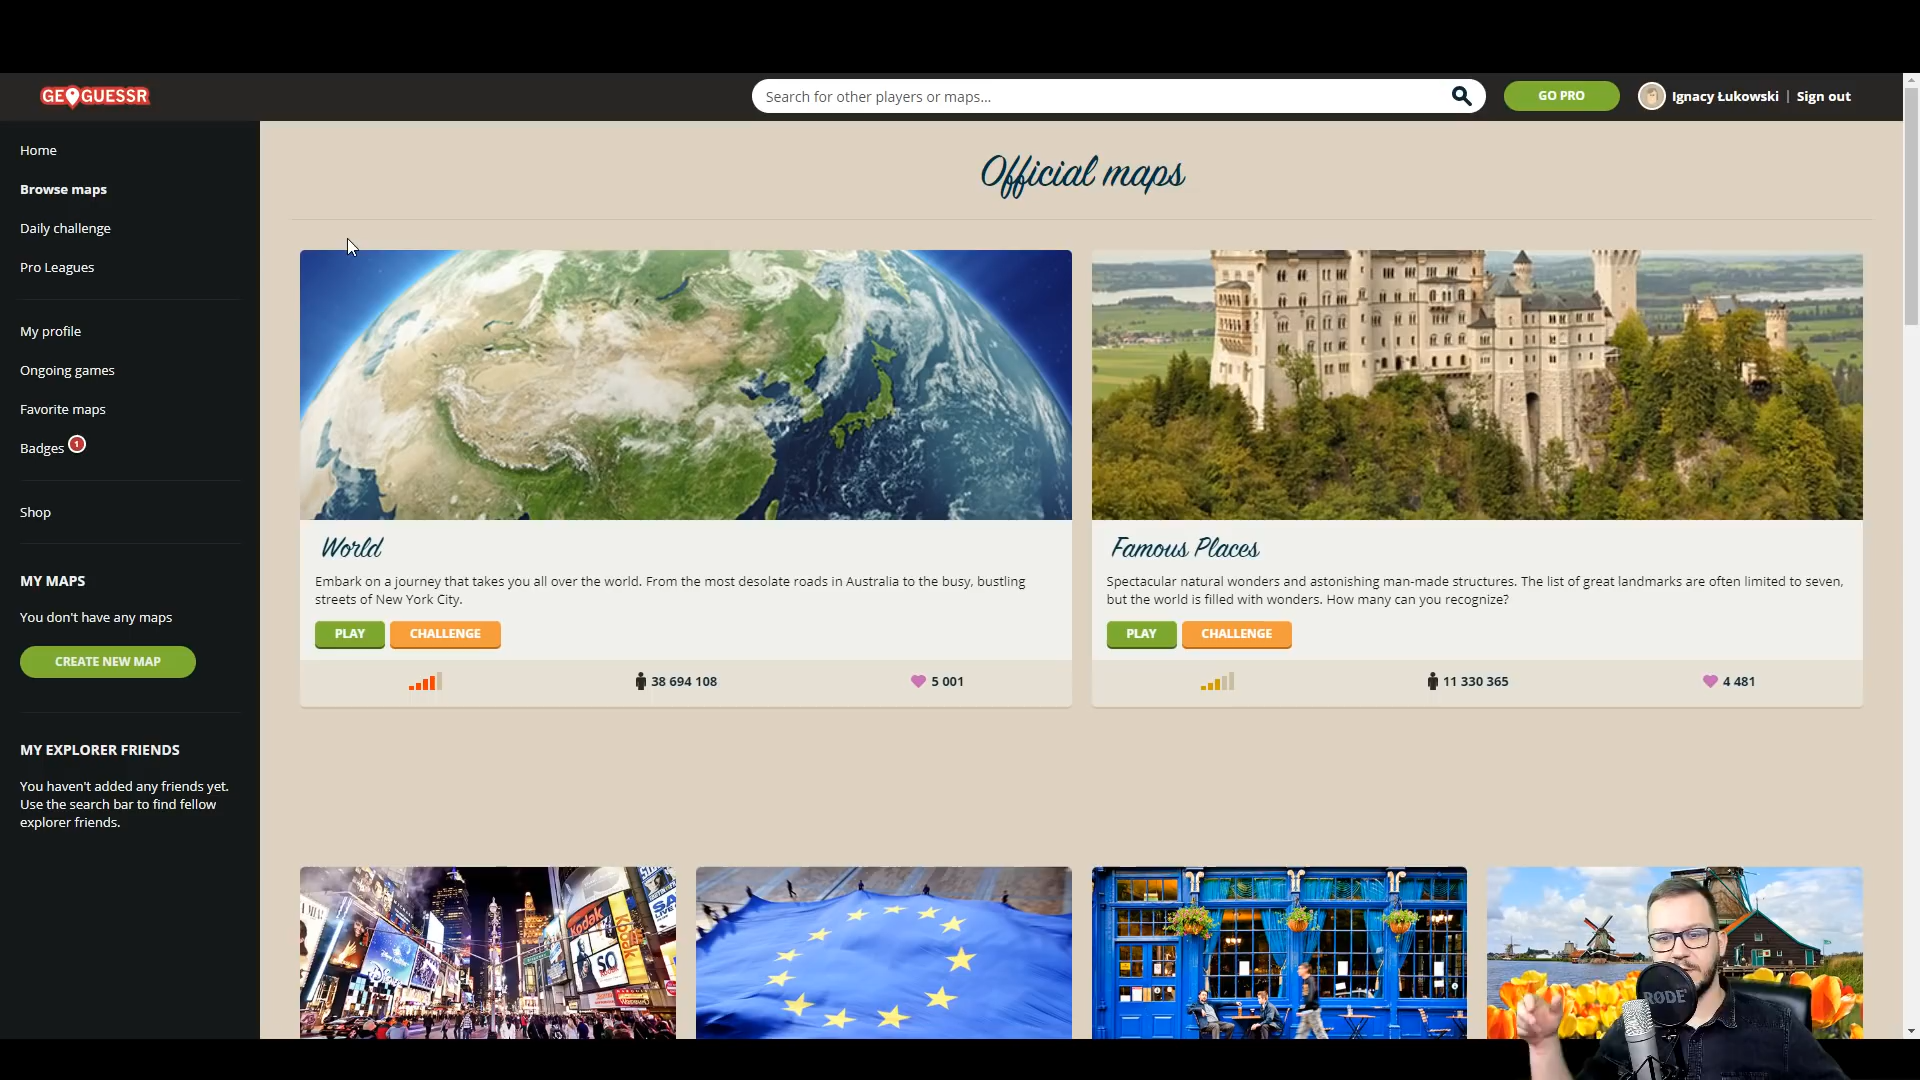 GEOGUESSR
Search for other players or maps...
GO PRO
Ignacy Łukowski | Sign out
Home
Browse maps
Daily challenge
Pro Leagues
My profile
Ongoing games
Favorite maps
Badges 1
Shop
MY MAPS
You don't have any maps
CREATE NEW MAP
MY EXPLORER FRIENDS
You haven't added any friends yet.
Use the search bar to find fellow
explorer friends.
Official maps
World
Embark on a journey that takes you all over the world. From the most desolate roads in Australia to the busy, bustling
streets of New York City.
PLAY CHALLENGE
38 694 108 5 001
Famous Places
Spectacular natural wonders and astonishing man-made structures. The list of great landmarks are often limited to seven,
but the world is filled with wonders. How many can you recognize?
PLAY CHALLENGE
11 330 365 4 481
Kodak
SO
RØDE